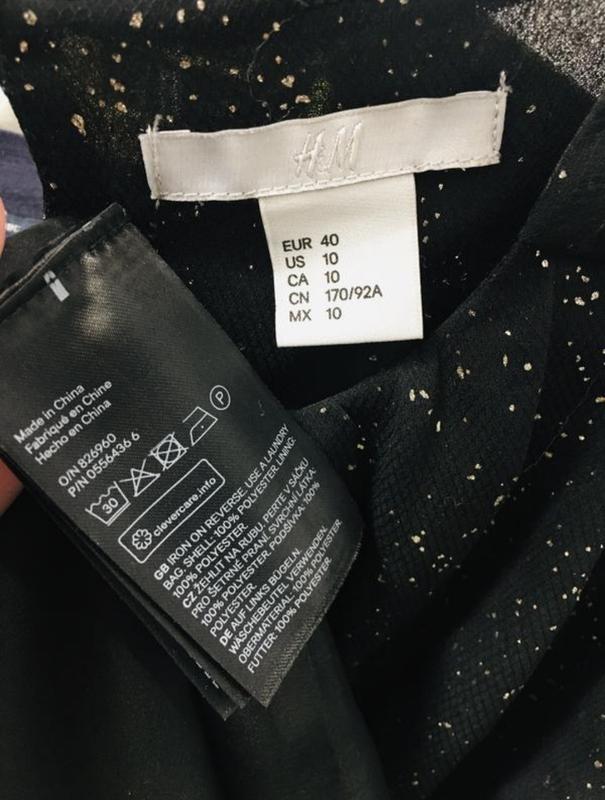 H&M
EUR 40
US 10
CA 10
CN 170/92A
MX 10
Made in China
Fabriqué en Chine
Hecho en China
O/N 826960
P/N 0556436 6
30
P
clevercare.info
GB IRON ON REVERSE. USE A LAUNDRY
BAG. SHELL: 100% POLYESTER. LINING:
100% POLYESTER.
CZ ŽEHLIT NA RUBU. PERTE V SÁČKU
PRO ŠETRNÉ PRANÍ. SVRCHNÍ LÁTKA:
100% POLYESTER. PODŠÍVKA: 100%
POLYESTER.
DE AUF LINKS BÜGELN.
WÄSCHEBEUTEL VERWENDEN.
OBERMATERIAL: 100% POLYESTER.
FUTTER: 100% POLYESTER.